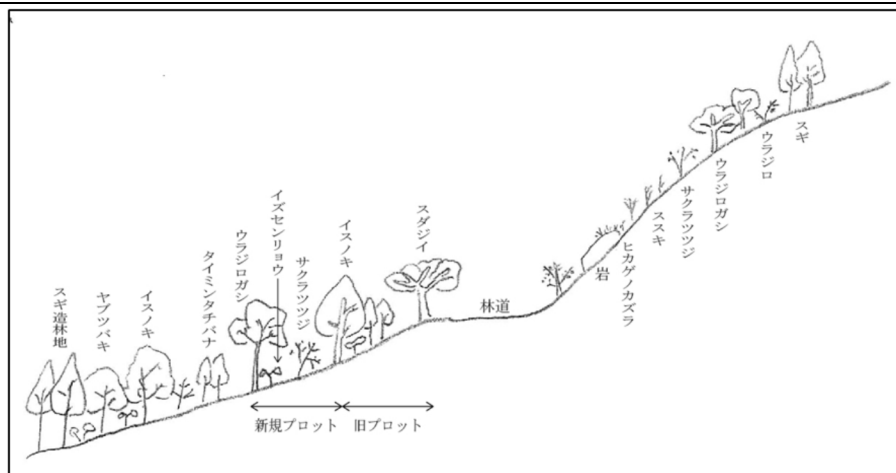 スギ造林地
ヤブツバキ
イスノキ
タイミンタチバナ
ウラジロガシ
イズセンリョウ
サクラツツジ
イスノキ
スダジイ
林道
岩
ヒカゲノカズラ
ススキ
サクラツツジ
ウラジロガシ
ウラジロ
スギ
新規プロット
旧プロット